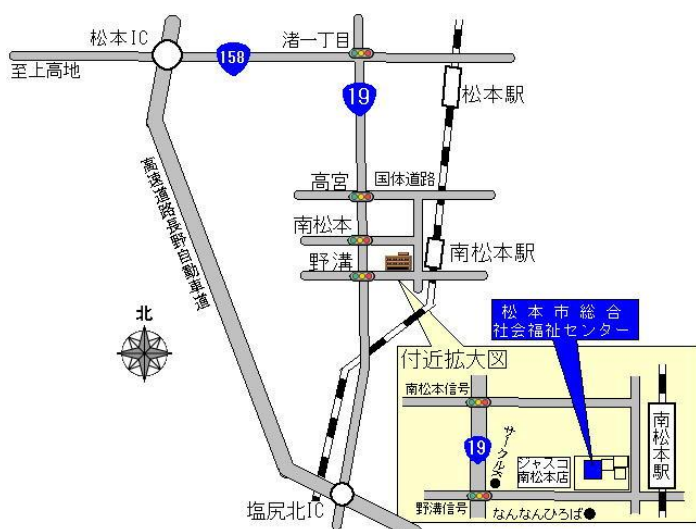 松本IC
渚一丁目
158
至上高地
19
松本駅
高速道路長野自動車道
高宮
国体道路
南松本
野溝
南松本駅
北
松本市総合
社会福祉センター
付近拡大図
南松本信号
サークルK
19
ジャスコ
南松本店
南松本駅
野溝信号
なんなんひろば
塩尻北IC